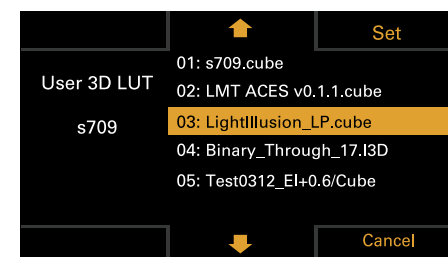 Set
01: s709.cube
User 3D LUT
02: LMT ACES v0.1.1.cube
s709
03: LightIllusion_LP.cube
04: Binary_Through_17.l3D
05: Test0312_EI+0.6/Cube
Cancel